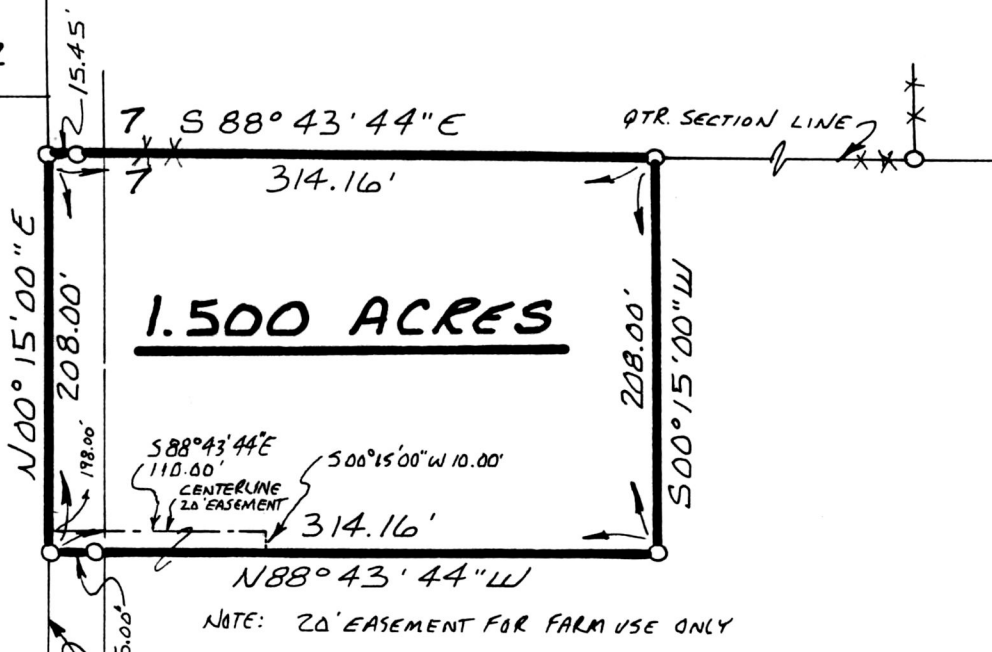 15.45'
7
S 88° 43' 44" E
QTR. SECTION LINE
7
314.16'
N00° 15' 00" E
208.00'
1.500 ACRES
208.00'
S00° 15' 00" W
198.00'
S88°43'44"E
110.00'
CENTERLINE
20' EASEMENT
S00°15'00"W 10.00'
314.16'
N88° 43' 44" W
NOTE: 20' EASEMENT FOR FARM USE ONLY